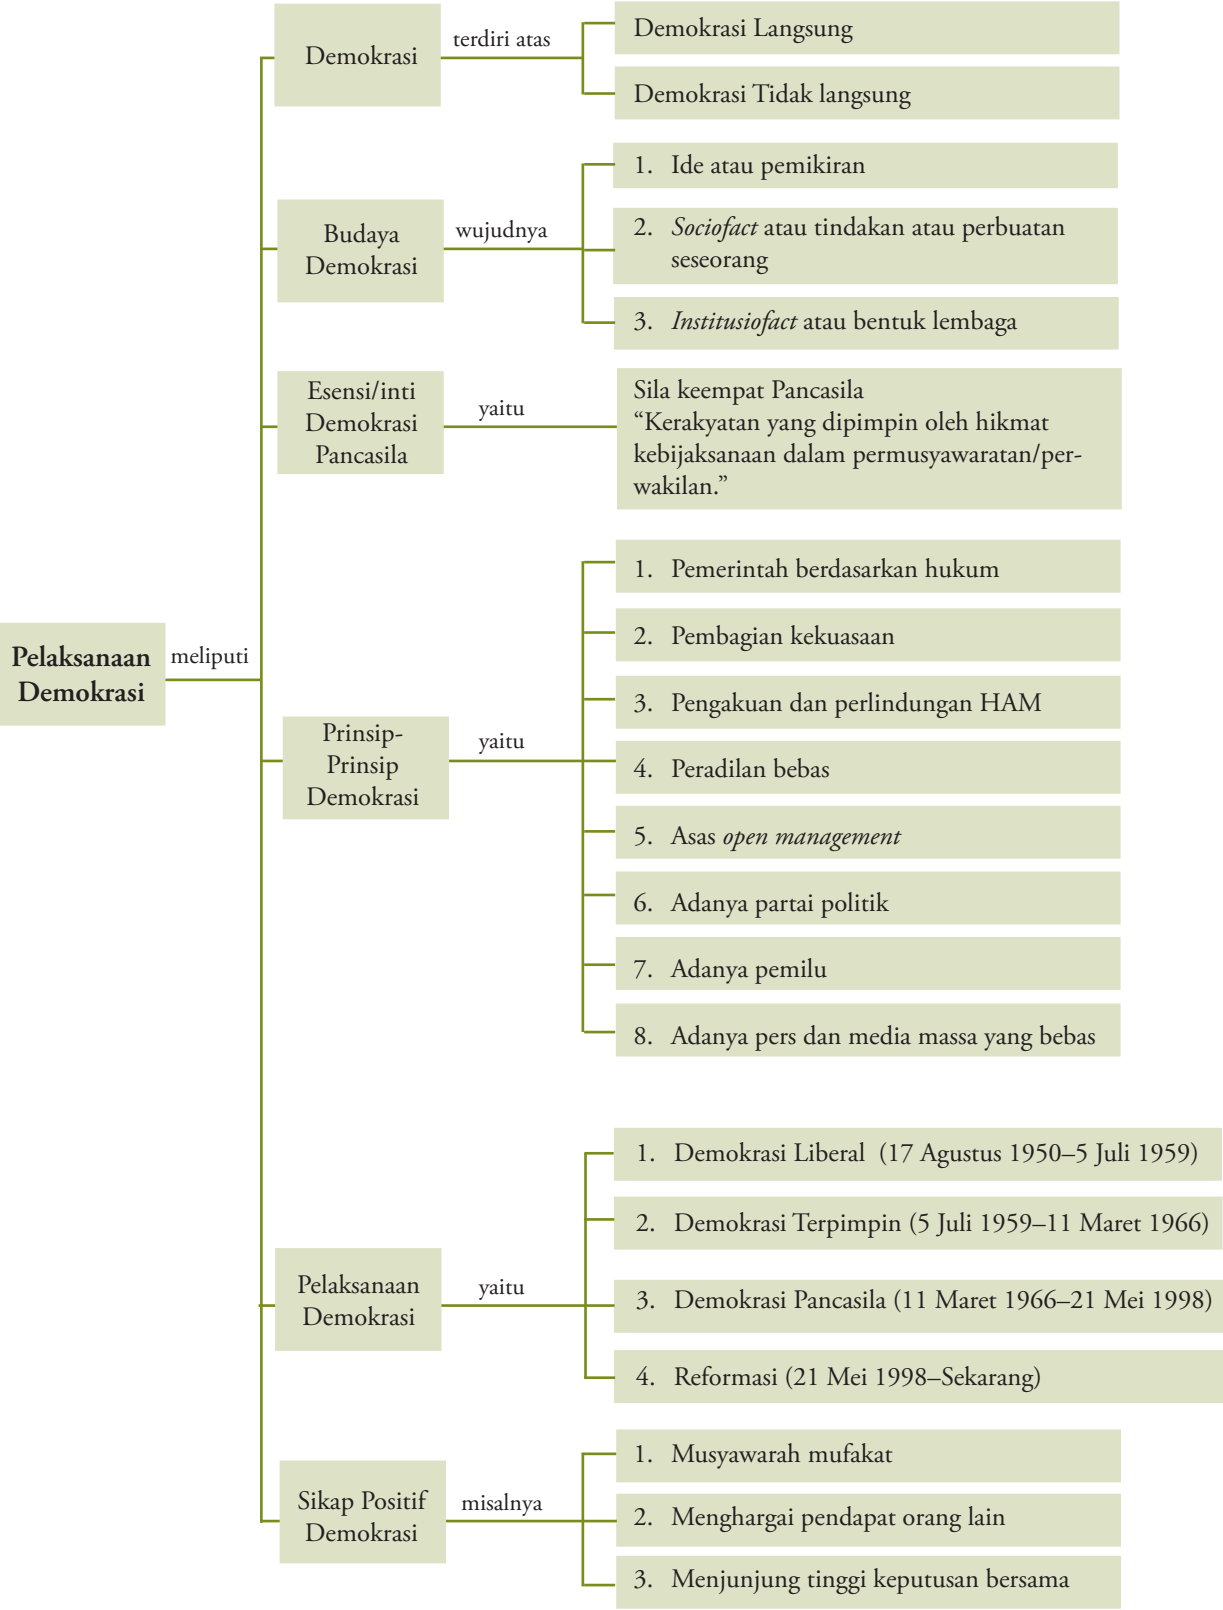 Demokrasi
terdiri atas
Demokrasi Langsung
Demokrasi Tidak langsung
Budaya
Demokrasi
wujudnya
1. Ide atau pemikiran
2. Sociofact atau tindakan atau perbuatan
seseorang
3. Institusiofact atau bentuk lembaga
Esensi/inti
Demokrasi
Pancasila
yaitu
Sila keempat Pancasila
“Kerakyatan yang dipimpin oleh hikmat
kebijaksanaan dalam permusyawaratan/per-
wakilan.”
Pelaksanaan
Demokrasi
meliputi
Prinsip-
Prinsip
Demokrasi
yaitu
1. Pemerintah berdasarkan hukum
2. Pembagian kekuasaan
3. Pengakuan dan perlindungan HAM
4. Peradilan bebas
5. Asas open management
6. Adanya partai politik
7. Adanya pemilu
8. Adanya pers dan media massa yang bebas
Pelaksanaan
Demokrasi
yaitu
1. Demokrasi Liberal (17 Agustus 1950–5 Juli 1959)
2. Demokrasi Terpimpin (5 Juli 1959–11 Maret 1966)
3. Demokrasi Pancasila (11 Maret 1966–21 Mei 1998)
4. Reformasi (21 Mei 1998–Sekarang)
Sikap Positif
Demokrasi
misalnya
1. Musyawarah mufakat
2. Menghargai pendapat orang lain
3. Menjunjung tinggi keputusan bersama